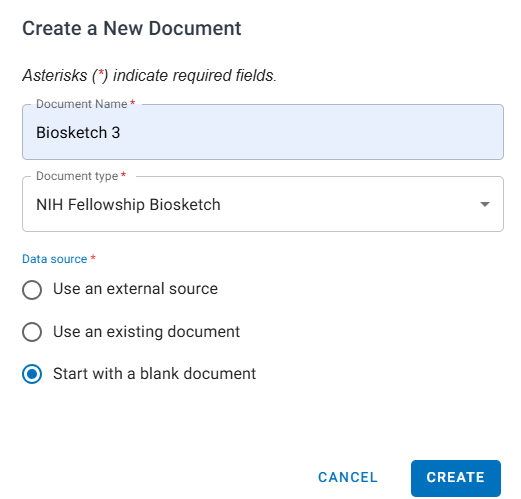 Create a New Document
Asterisks (*) indicate required fields.
Document Name *
Biosketch 3
Document type *
NIH Fellowship Biosketch
Data source *
Use an external source
Use an existing document
Start with a blank document
CANCEL CREATE